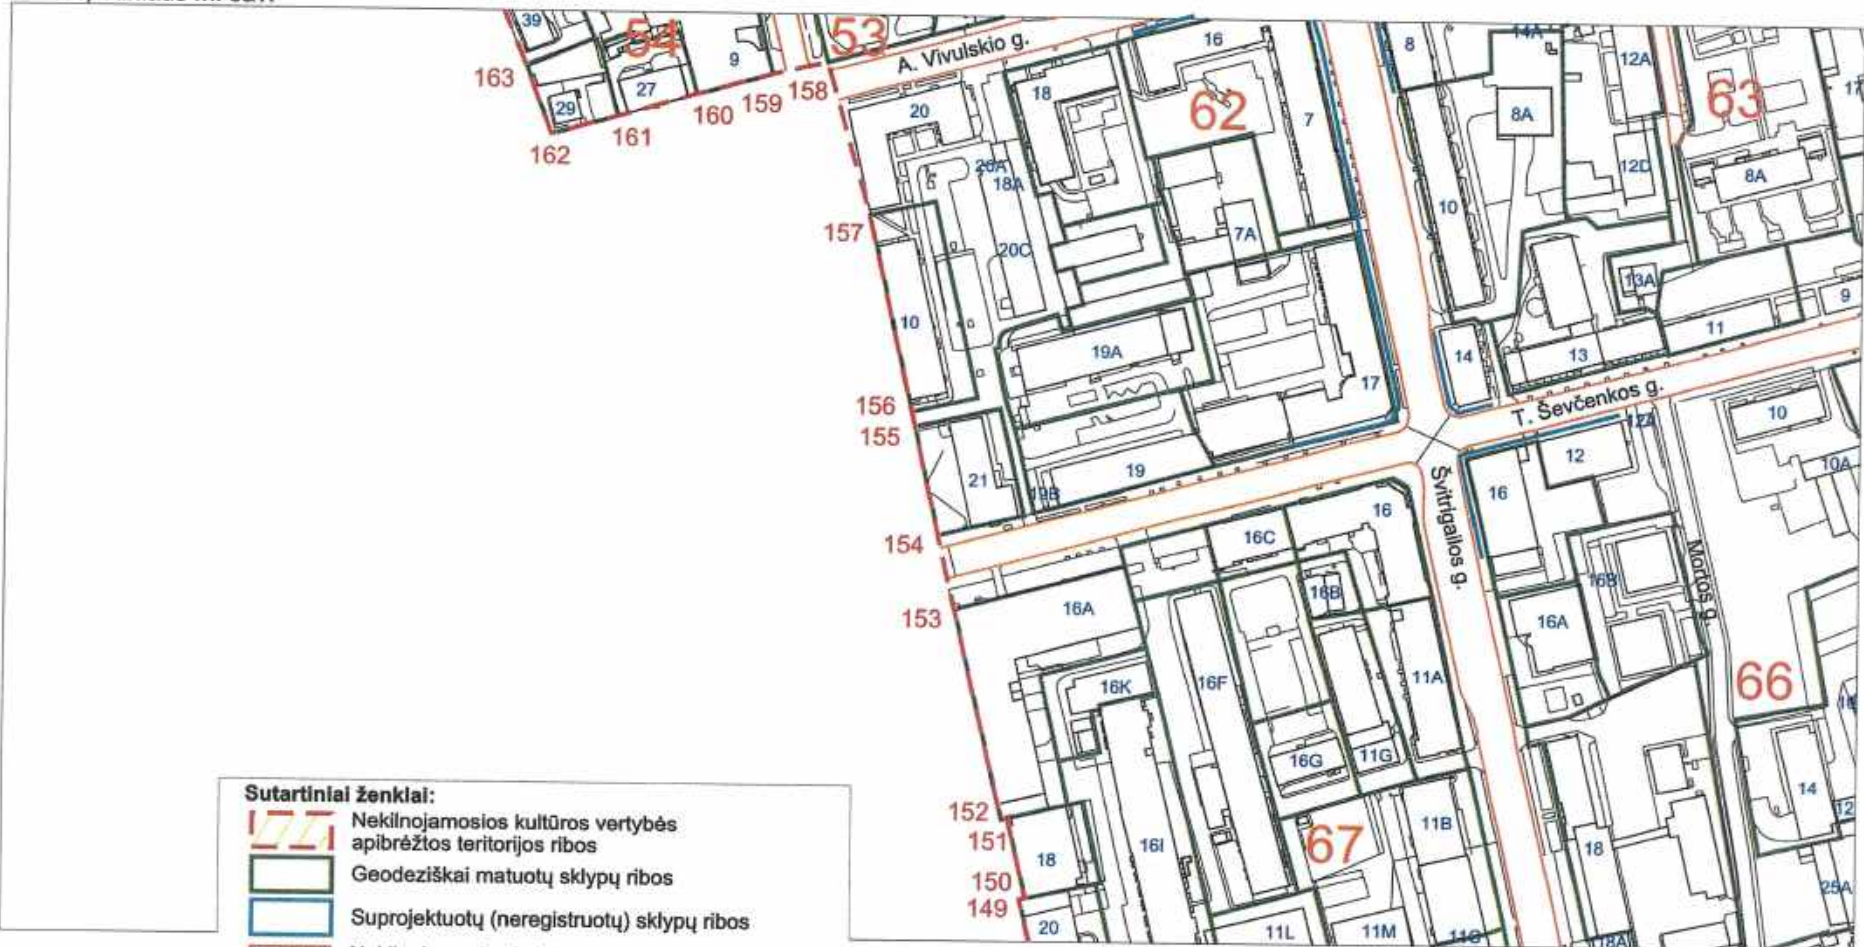 39
54
53
9
163
29
27
158
159
160
161
162
A. Vivulskio g.
16
8
14A
12A
63
17
20
18
62
7
8A
12D
8A
20A
18A
10
157
7A
20C
13A
9
10
11
19A
14
13
17
156
155
T. Ševčenkos g.
10
12A
12
10A
21
19B
19
16
154
16C
16
Švitrigailos g.
Mortos g.
16B
16B
153
16A
16A
16K
16F
11A
66
16G
11G
152
151
18
16I
67
11B
18
14
12
150
149
20
11L
11M
25A
118A
Sutartiniai ženklai:
Nekilnojamosios kultūros vertybės
apibrėžtos teritorijos ribos
Geodeziškai matuotų sklypų ribos
Suprojektuotų (neregistruotų) sklypų ribos